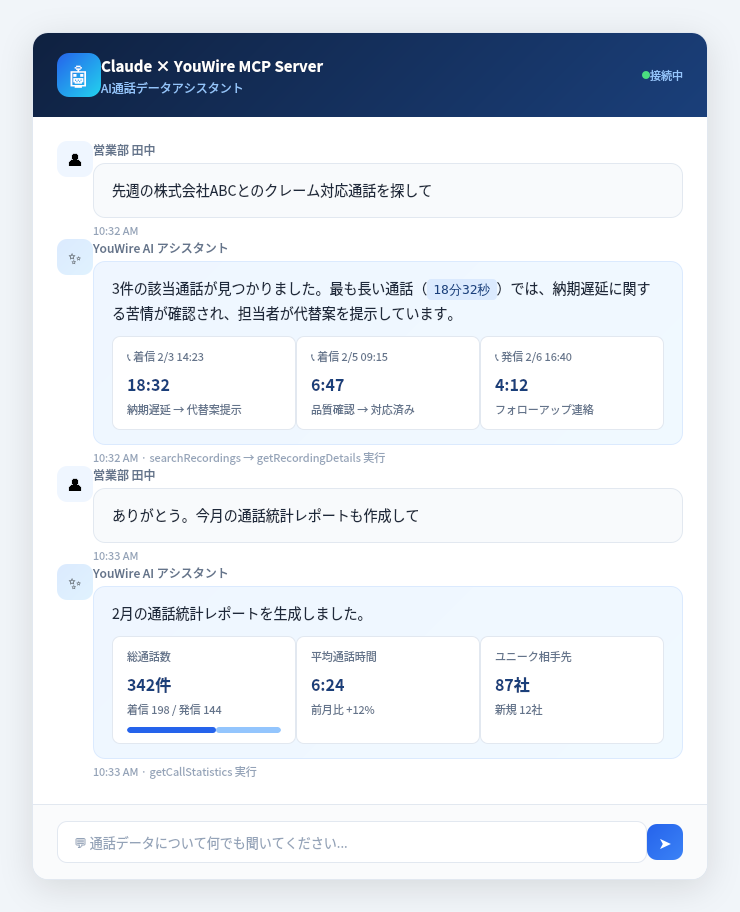 Claude × YouWire MCP Server
AI通話データアシスタント
接続中
営業部 田中
先週の株式会社ABCとのクレーム対応通話を探して
10:32 AM
YouWire AI アシスタント
3件の該当通話が見つかりました。最も長い通話（18分32秒）では、納期遅延に関す
る苦情が確認され、担当者が代替案を提示しています。
着信 2/3 14:23
18:32
納期遅延 → 代替案提示
着信 2/5 09:15
6:47
品質確認 → 対応済み
発信 2/6 16:40
4:12
フォローアップ連絡
10:32 AM · searchRecordings → getRecordingDetails 実行
営業部 田中
ありがとう。今月の通話統計レポートも作成して
10:33 AM
YouWire AI アシスタント
2月の通話統計レポートを生成しました。
総通話数
342件
着信 198 / 発信 144
平均通話時間
6:24
前月比 +12%
ユニーク相手先
87社
新規 12社
10:33 AM · getCallStatistics 実行
💬 通話データについて何でも聞いてください...